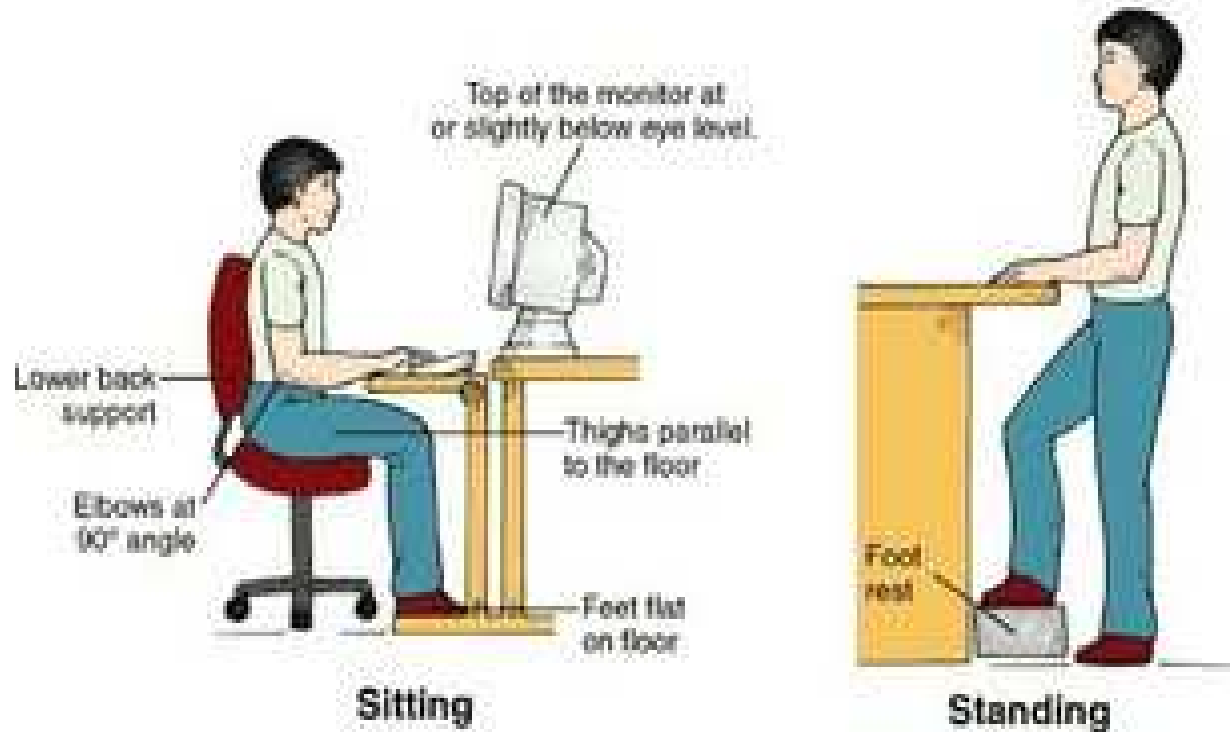 Top of the monitor at
or slightly below eye level.
Lower back
support
Thighs parallel
to the floor
Elbows at
90° angle
Feet flat
on floor
Sitting
Foot
rest
Standing